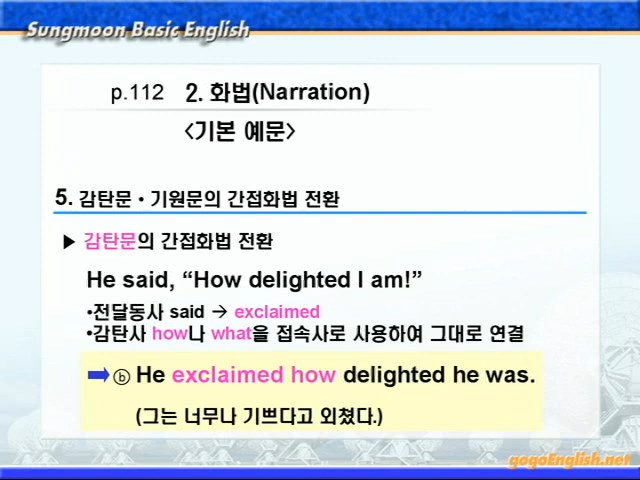 Sungmoon Basic English
p.112 2. 화법(Narration)
<기본 예문>
5. 감탄문 • 기원문의 간접화법 전환
▶ 감탄문의 간접화법 전환
He said, “How delighted I am!”
•전달동사 said → exclaimed
•감탄사 how나 what을 접속사로 사용하여 그대로 연결
➡ ⓑ He exclaimed how delighted he was.
(그는 너무나 기쁘다고 외쳤다.)
gogoEnglish.net